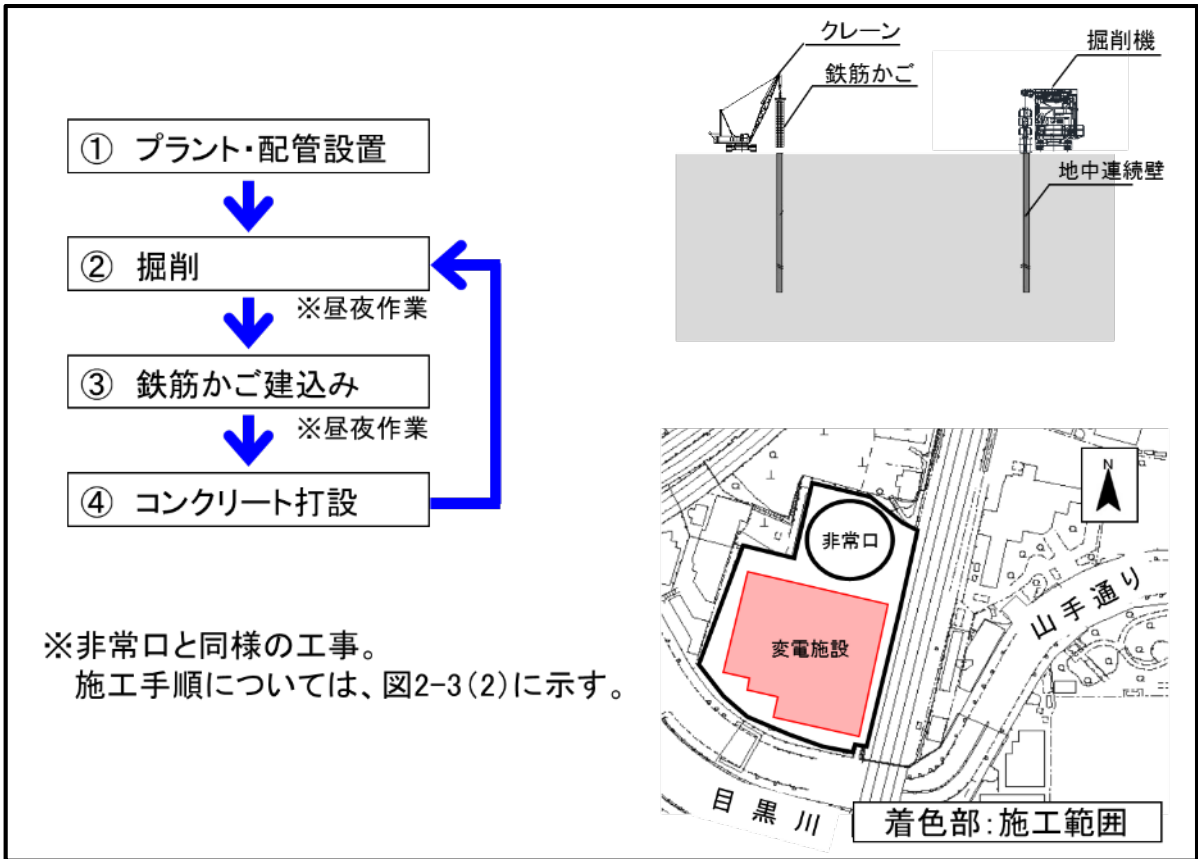 ① プラント・配管設置
② 掘削
※昼夜作業
③ 鉄筋かご建込み
※昼夜作業
④ コンクリート打設
※非常口と同様の工事。
施工手順については、図2-3(2)に示す。
クレーン
鉄筋かご
掘削機
地中連続壁
N
非常口
変電施設
山手通り
目黒川
着色部:施工範囲